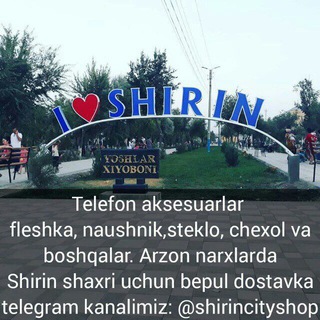 I ❤ SHIRIN
YOSHLAR
XIYOBONI
Telefon aksesuarlar
fleshka, naushnik,steklo, chexol va
boshqalar. Arzon narxlarda
Shirin shaxri uchun bepul dostavka
telegram kanalimiz: @shirincityshop